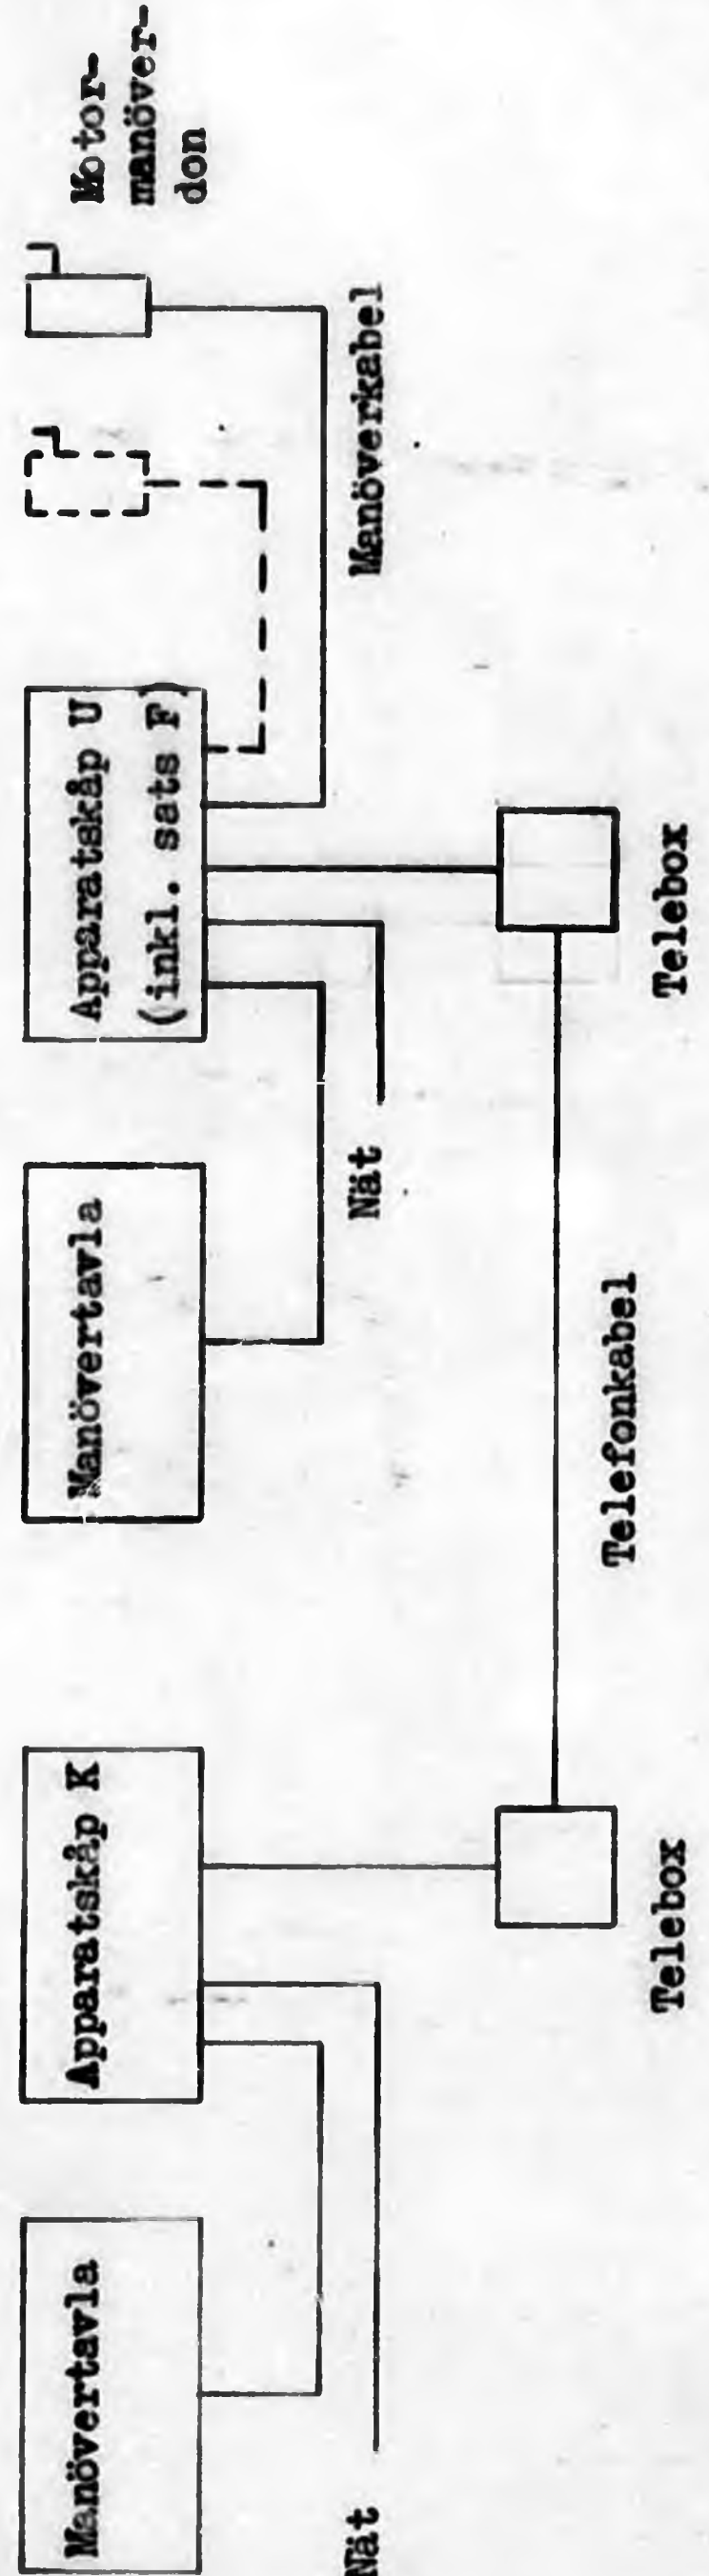 Manövertavla
Apparatskåp K
Manövertavla
Apparatskåp U
(inkl. sats F)
Motor-
manöver-
don
Nät
Nät
Manöverkabel
Telefonkabel
Telebox
Telebox